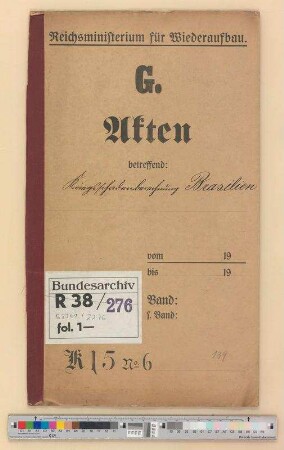 Reichsministerium für Wiederaufbau.
G.
Akten
betreffend:
Brasilien
vom 19
bis 19
Bundesarchiv
R 38 / 276
fol. 1—
Band:
f. Band:
K 15 No 6